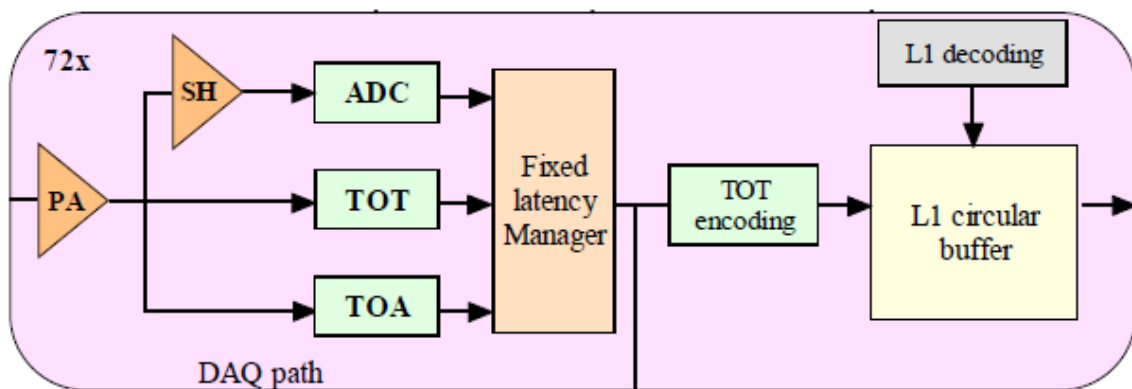 72x
SH
ADC
L1 decoding
PA
TOT
Fixed
latency
Manager
TOT
encoding
L1 circular
buffer
TOA
DAQ path